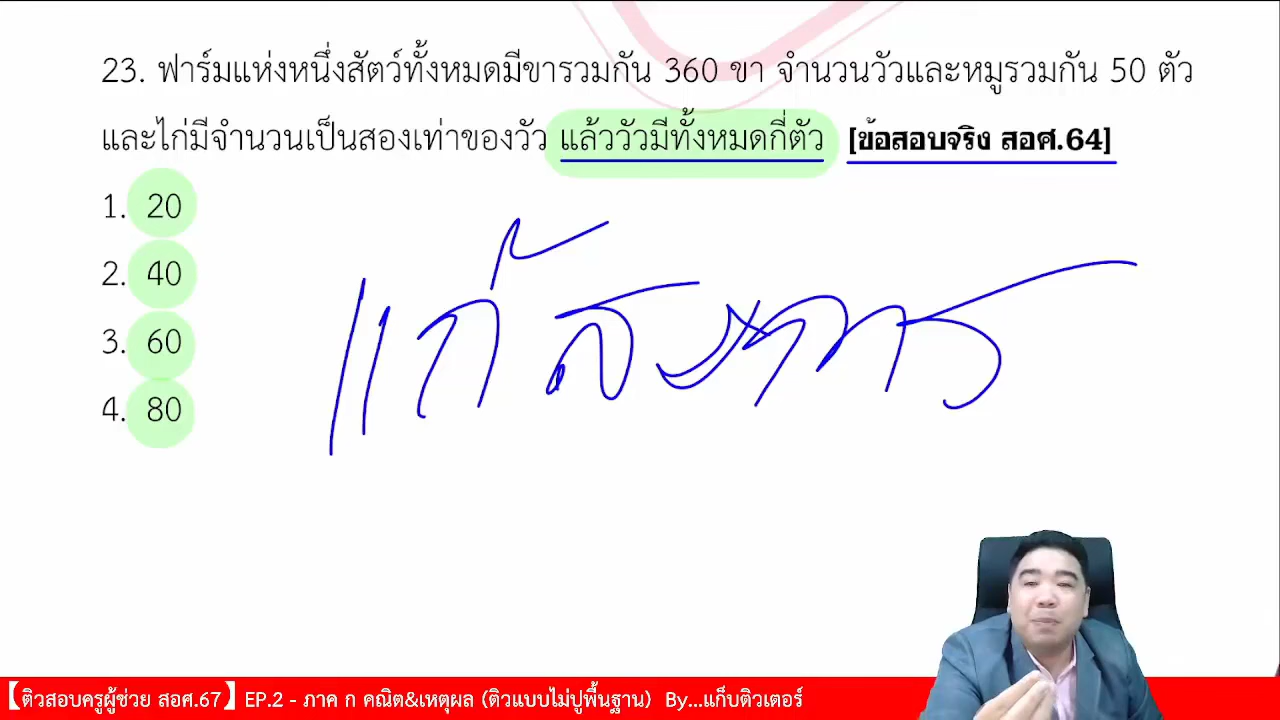 23. ฟาร์มแห่งหนึ่งสัตว์ทั้งหมดมีขารวมกัน 360 ขา จำนวนวัวและหมูรวมกัน 50 ตัว
และไก่มีจำนวนเป็นสองเท่าของวัว แล้ววัวมีทั้งหมดกี่ตัว [ข้อสอบจริง สอศ.64]
1. 20
2. 40
3. 60
4. 80
แก้สมการ
【ติวสอบครูผู้ช่วย สอศ.67】 EP.2 - ภาค ก คณิต&เหตุผล (ติวแบบไม่ปูพื้นฐาน) By...แก็บติวเตอร์